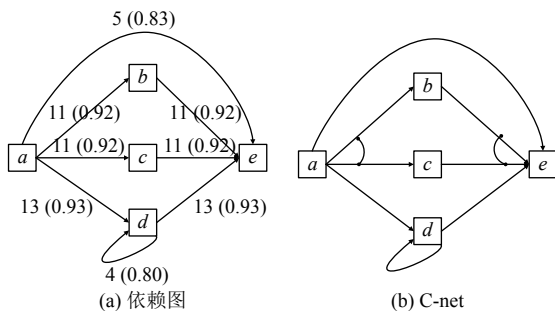 5 (0.83)
b
b
11 (0.92)
11 (0.92)
a
11 (0.92)
c
11 (0.92)
e
a
c
e
13 (0.93)
13 (0.93)
d
d
4 (0.80)
(a) 依赖图
(b) C-net